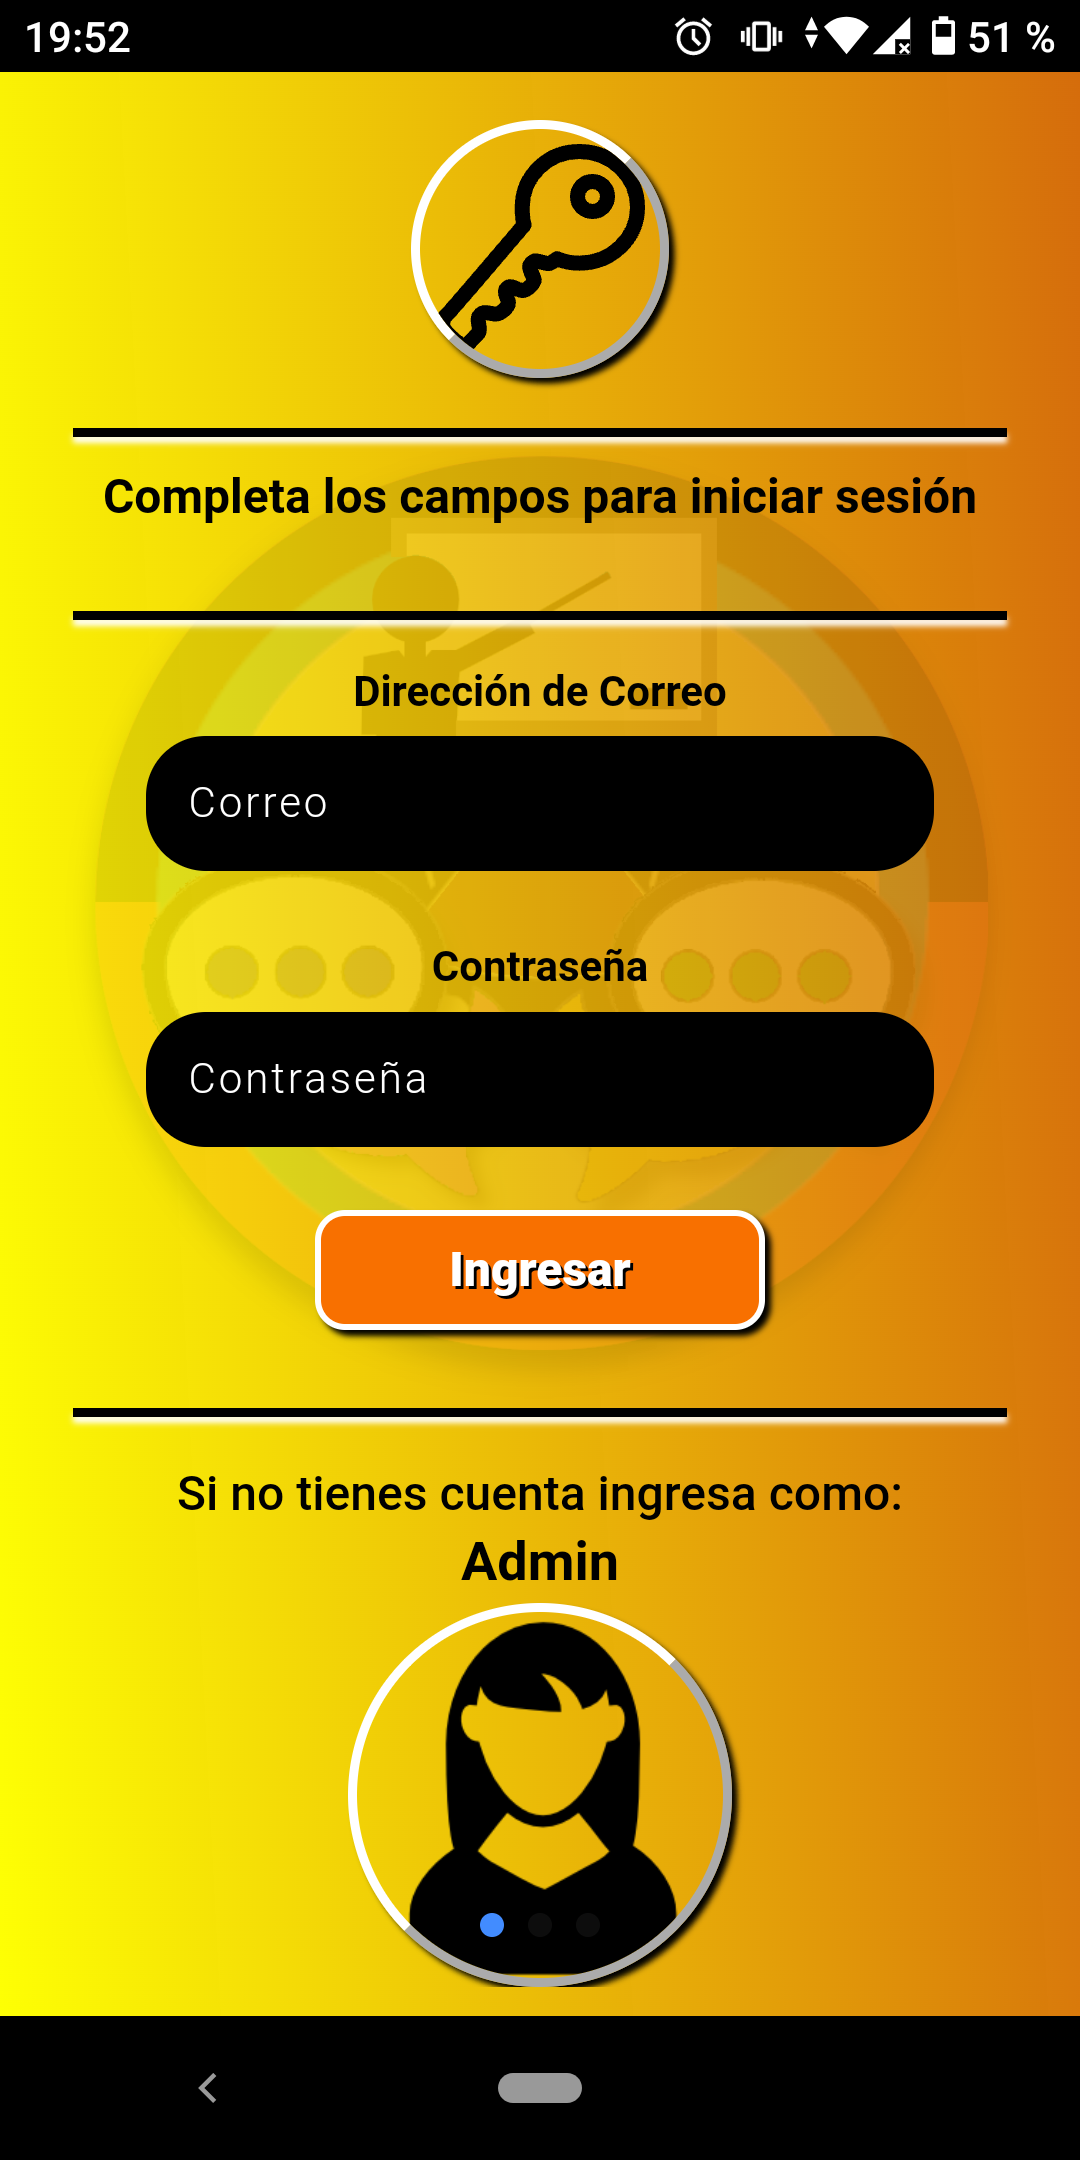 19:52
51 %
Completa los campos para iniciar sesión
Dirección de Correo
Correo
Contraseña
Contraseña
Ingresar
Si no tienes cuenta ingresa como:
Admin